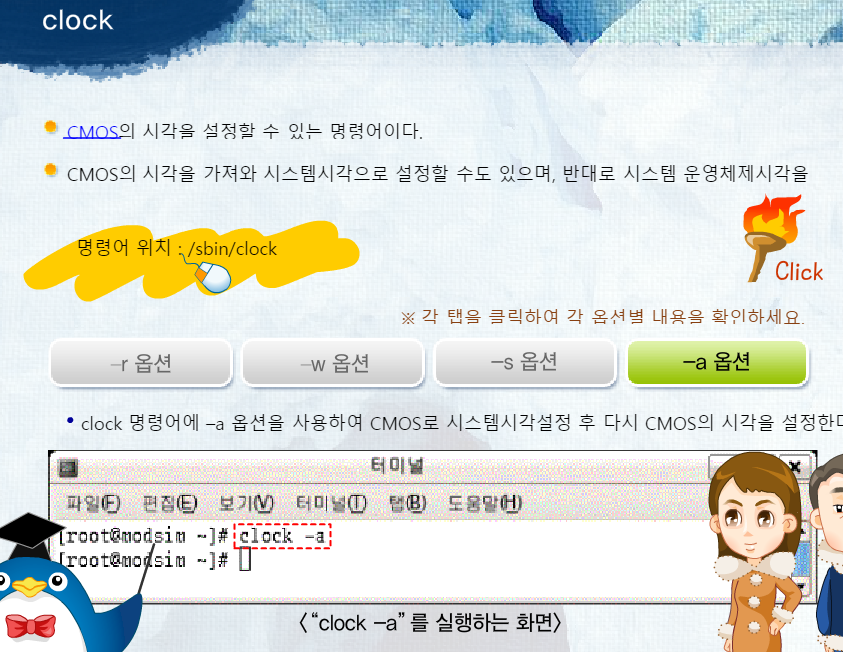 clock
CMOS의 시각을 설정할 수 있는 명령어이다.
CMOS의 시각을 가져와 시스템시각으로 설정할 수도 있으며, 반대로 시스템 운영체제시각을
명령어 위치 : /sbin/clock
Click
※ 각 탭을 클릭하여 각 옵션별 내용을 확인하세요.
–r 옵션 –w 옵션 –s 옵션 –a 옵션
• clock 명령어에 –a 옵션을 사용하여 CMOS로 시스템시각설정 후 다시 CMOS의 시각을 설정한다
터미널
파일(F) 편집(E) 보기(V) 터미널(T) 탭(B) 도움말(H)
[root@modsim ~]# clock –a
[root@modsim ~]#
〈“clock –a” 를 실행하는 화면〉